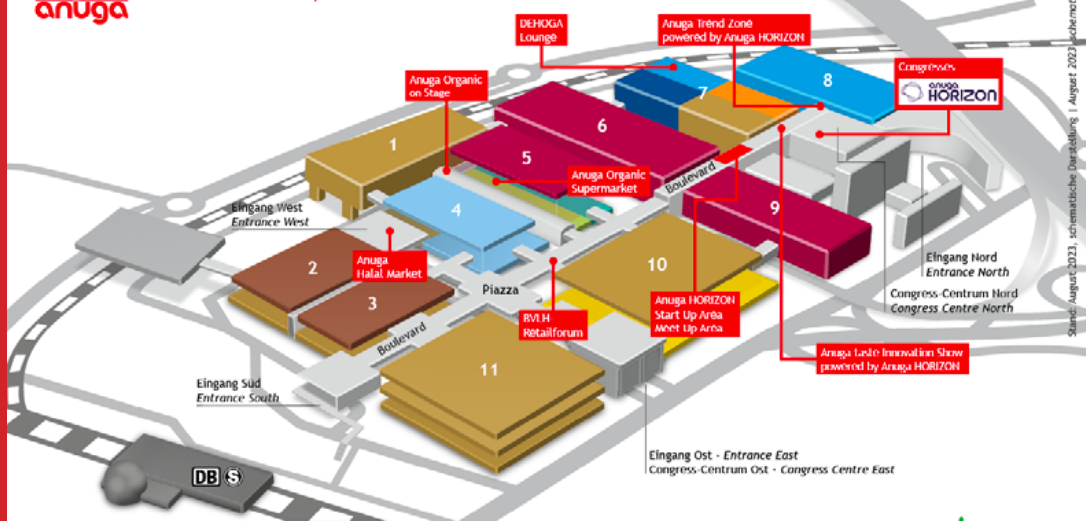 anuga
DEHOGA
Lounge
Anuga Trend Zone
powered by Anuga HORIZON
Congresses
anuga
HORIZON
Anuga Organic
on Stage
8
7
6
1
5
Anuga Organic
Supermarket
Boulevard
Eingang West
Entrance West
4
9
Anuga
Halal Market
2
3
Piazza
10
Eingang Nord
Entrance North
Congress-Centrum Nord
Congress Centre North
BVLH-
Retailforum
Anuga HORIZON
Start Up Area
Meet Up Area
Boulevard
11
Anuga taste Innovation Show
powered by Anuga HORIZON
Eingang Süd
Entrance South
Eingang Ost - Entrance East
Congress-Centrum Ost - Congress Centre East
DB S
Stand: August 2023, schematische Darstellung | August 2023